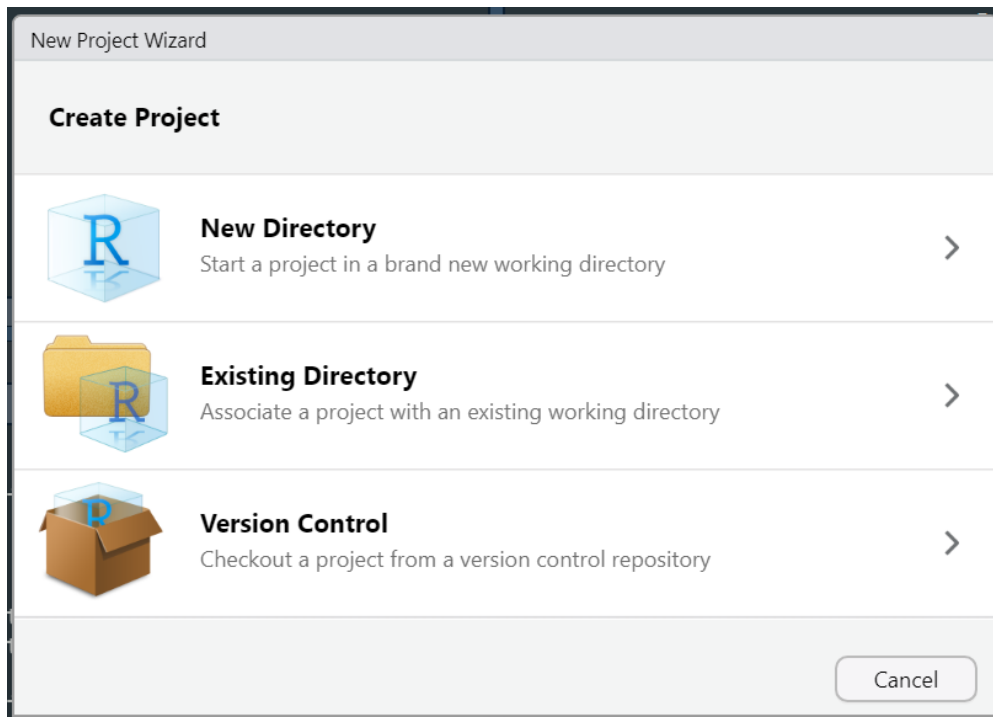 New Project Wizard
Create Project
R
New Directory
Start a project in a brand new working directory
R
Existing Directory
Associate a project with an existing working directory
R
Version Control
Checkout a project from a version control repository
Cancel